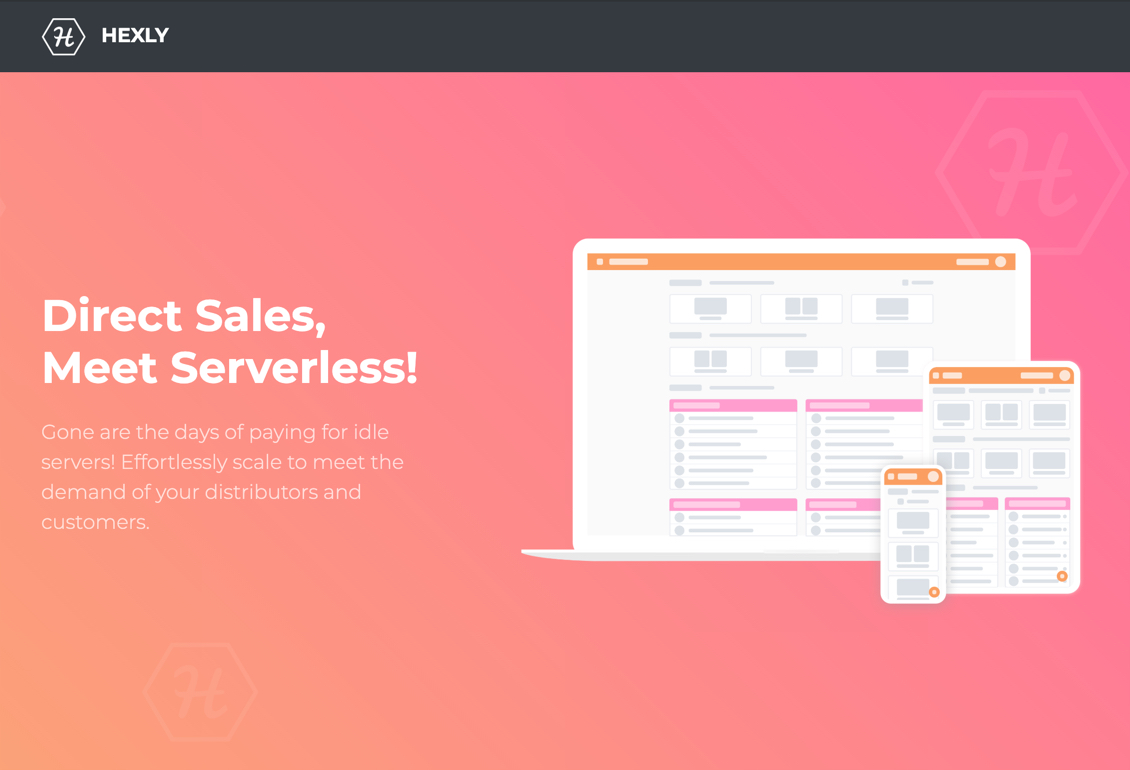 H HEXLY
H
Direct Sales,
Meet Serverless!
Gone are the days of paying for idle
servers! Effortlessly scale to meet the
demand of your distributors and
customers.
H